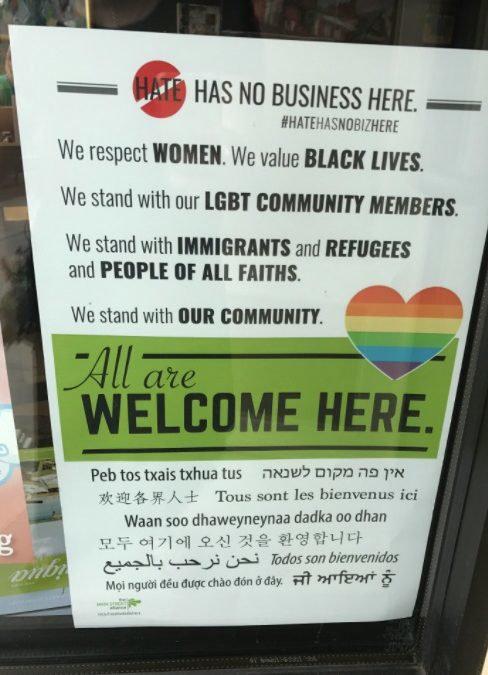 HATE HAS NO BUSINESS HERE.
#HATEHASNOBIZHERE
We respect WOMEN. We value BLACK LIVES.
We stand with our LGBT COMMUNITY MEMBERS.
We stand with IMMIGRANTS and REFUGEES
and PEOPLE OF ALL FAITHS.
We stand with OUR COMMUNITY.
All are
WELCOME HERE.
Peb tos txais txhua tus אין פה מקום לשנאה
欢迎各界人士 Tous sont les bienvenus ici
Waan soo dhaweyneynaa dadka oo dhan
모두 여기에 오신 것을 환영합니다
نحن نرحب بالجميع Todos son bienvenidos
Mọi người đều được chào đón ở đây. ਜੀ ਆਇਆਂ ਨੂੰ
the
MAIN STREET
alliance